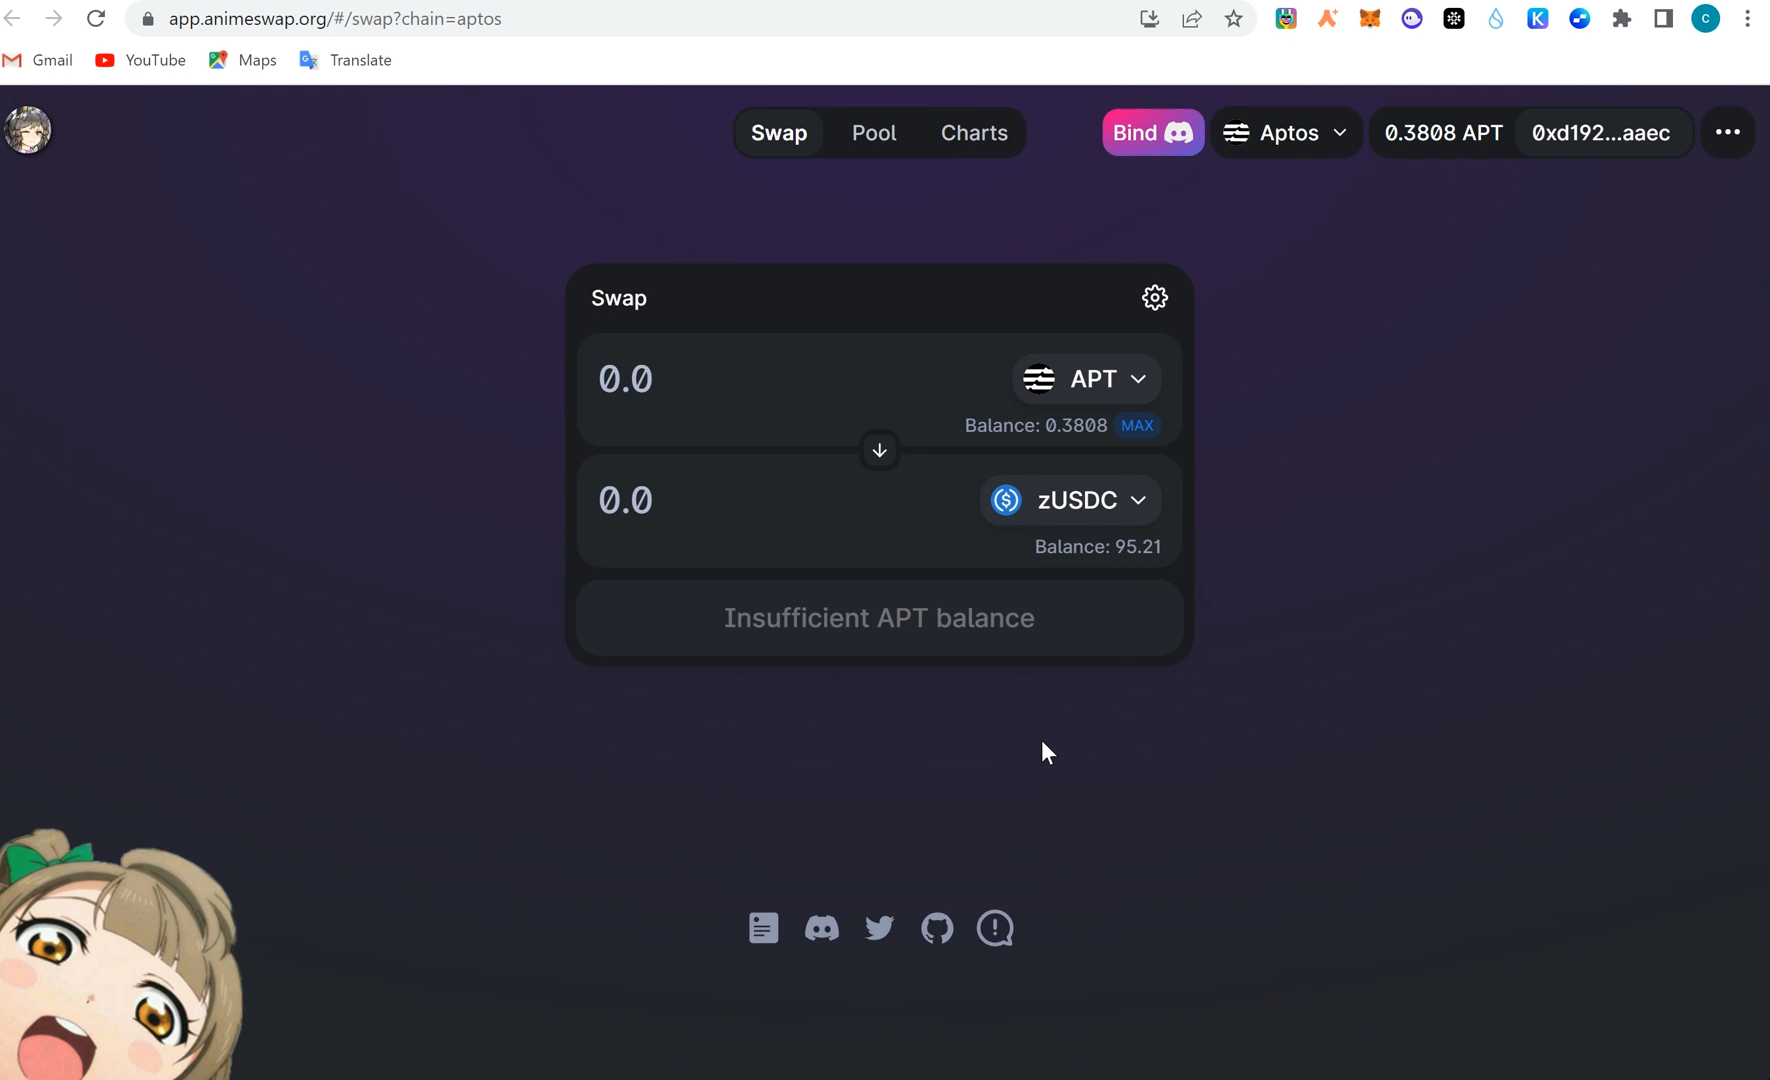 app.animeswap.org/#/swap?chain=aptos
C
Gmail YouTube Maps Translate
Swap Pool Charts Bind Aptos 0.3808 APT 0xd192...aaec
Swap
0.0 APT
Balance: 0.3808 MAX
0.0 zUSDC
Balance: 95.21
Insufficient APT balance